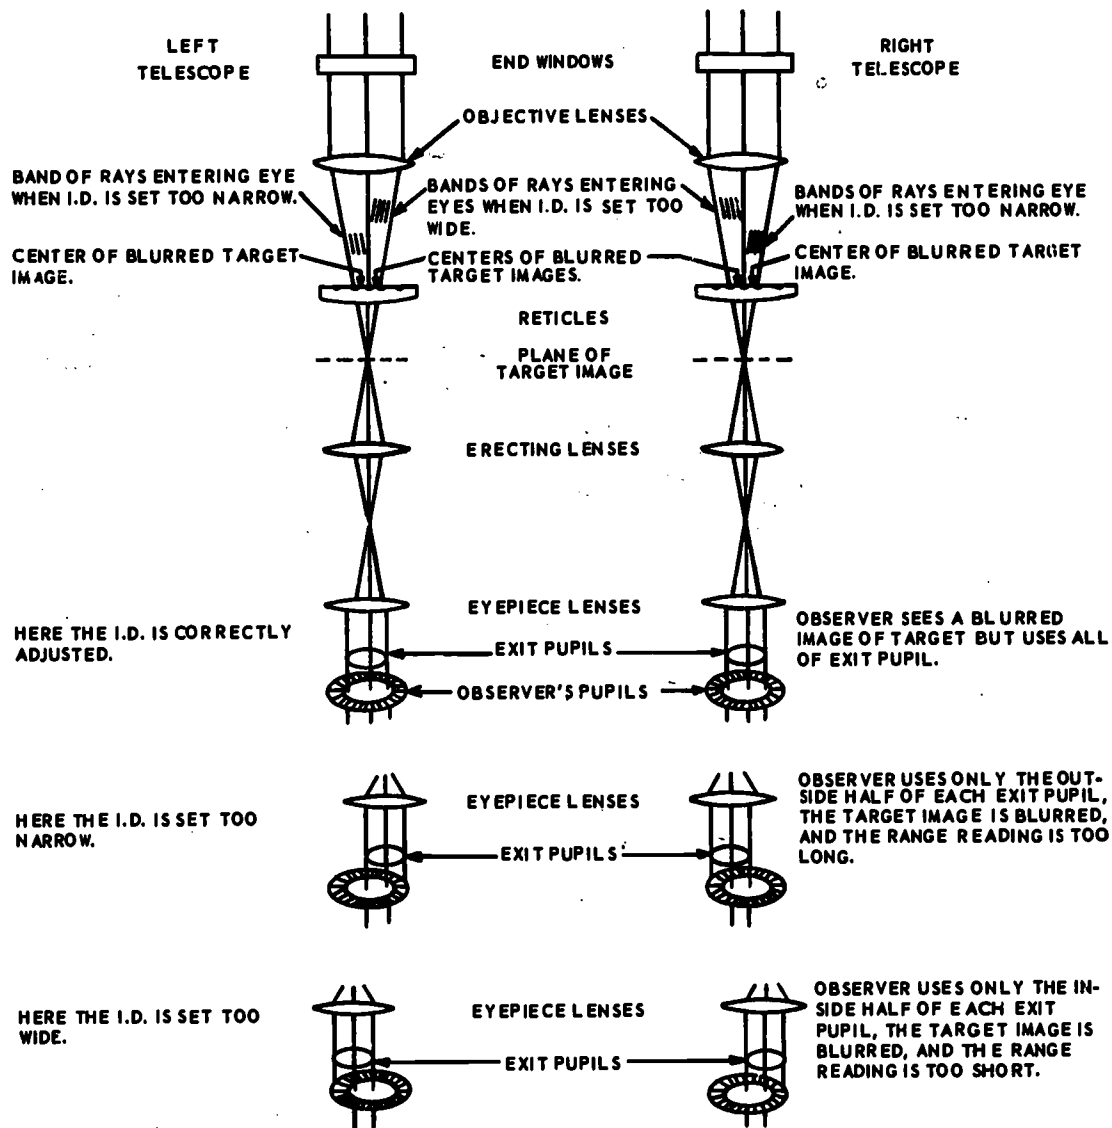 LEFT
TELESCOPE
END WINDOWS
RIGHT
TELESCOPE
OBJECTIVE LENSES
BAND OF RAYS ENTERING EYE
WHEN I.D. IS SET TOO NARROW.
BANDS OF RAYS ENTERING
EYES WHEN I.D. IS SET TOO
WIDE.
BANDS OF RAYS ENTERING EYE
WHEN I.D. IS SET TOO NARROW.
CENTER OF BLURRED TARGET
IMAGE.
CENTERS OF BLURRED
TARGET IMAGES.
CENTER OF BLURRED TARGET
IMAGE.
RETICLES
PLANE OF
TARGET IMAGE
ERECTING LENSES
EYEPIECE LENSES
HERE THE I.D. IS CORRECTLY
ADJUSTED.
EXIT PUPILS
OBSERVER SEES A BLURRED
IMAGE OF TARGET BUT USES ALL
OF EXIT PUPIL.
OBSERVER'S PUPILS
EYEPIECE LENSES
HERE THE I.D. IS SET TOO
NARROW.
EXIT PUPILS
OBSERVER USES ONLY THE OUT-
SIDE HALF OF EACH EXIT PUPIL,
THE TARGET IMAGE IS BLURRED,
AND THE RANGE READING IS TOO
LONG.
EYEPIECE LENSES
HERE THE I.D. IS SET TOO
WIDE.
EXIT PUPILS
OBSERVER USES ONLY THE IN-
SIDE HALF OF EACH EXIT
PUPIL, THE TARGET IMAGE IS
BLURRED, AND THE RANGE
READING IS TOO SHORT.